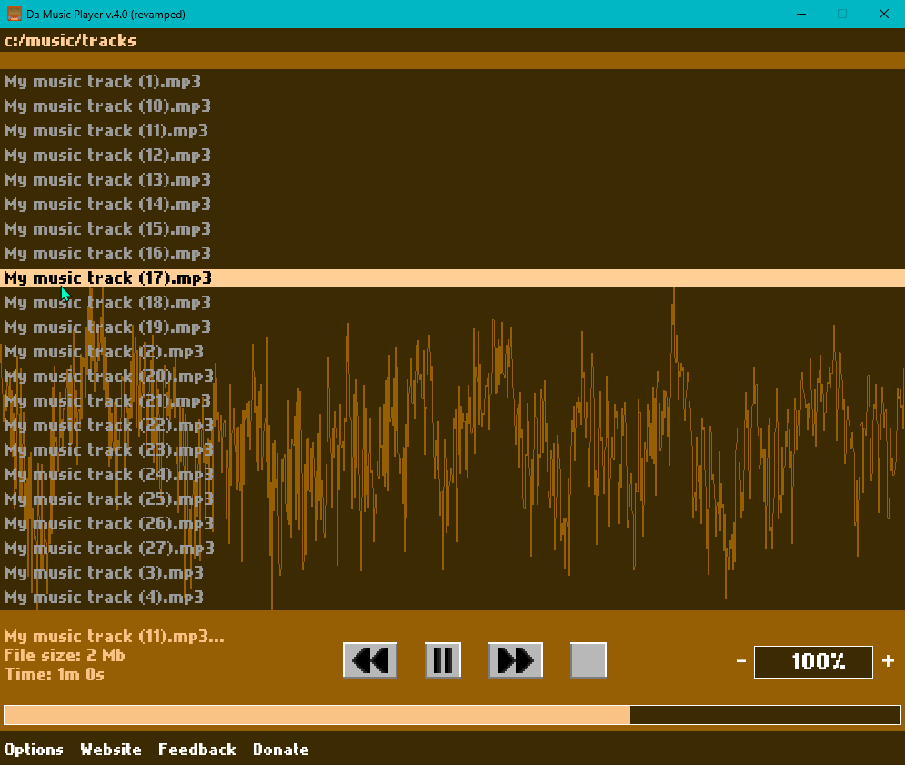 Da Music Player v.4.0 (revamped)
c:/music/tracks
My music track (1).mp3
My music track (10).mp3
My music track (11).mp3
My music track (12).mp3
My music track (13).mp3
My music track (14).mp3
My music track (15).mp3
My music track (16).mp3
My music track (17).mp3
My music track (18).mp3
My music track (19).mp3
My music track (2).mp3
My music track (20).mp3
My music track (21).mp3
My music track (22).mp3
My music track (23).mp3
My music track (24).mp3
My music track (25).mp3
My music track (26).mp3
My music track (27).mp3
My music track (3).mp3
My music track (4).mp3
My music track (11).mp3...
File size: 2 Mb
Time: 1m 0s
- 100% +
Options Website Feedback Donate